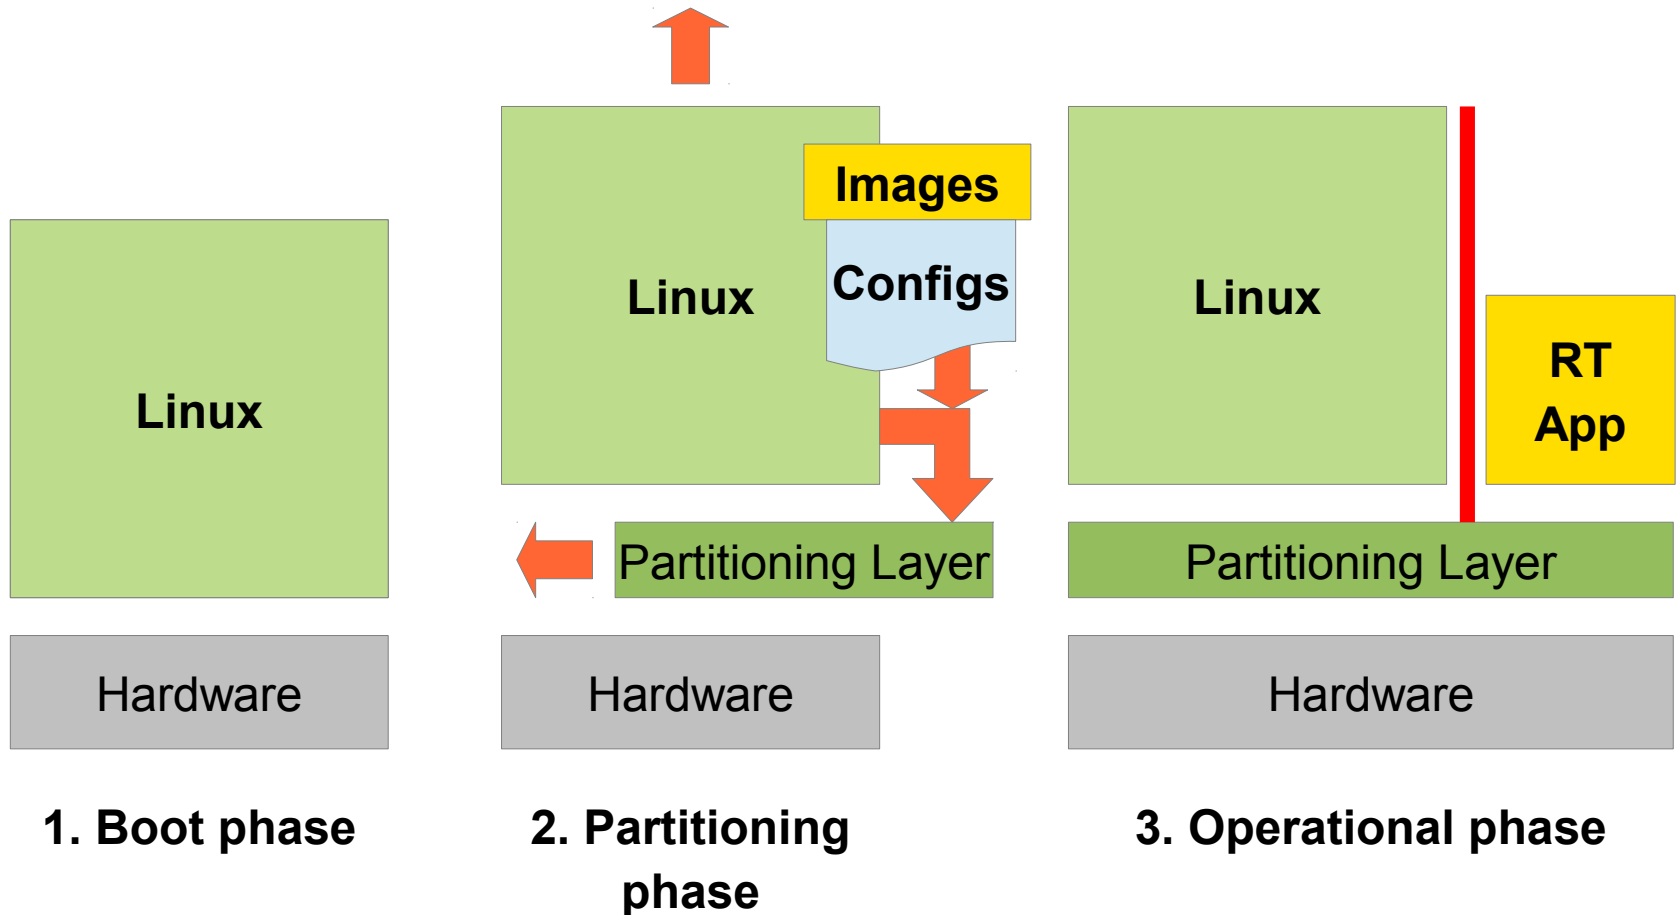 Linux
Hardware
1. Boot phase
Images
Configs
Linux
Partitioning Layer
Hardware
2. Partitioning
phase
Linux
RT
App
Partitioning Layer
Hardware
3. Operational phase